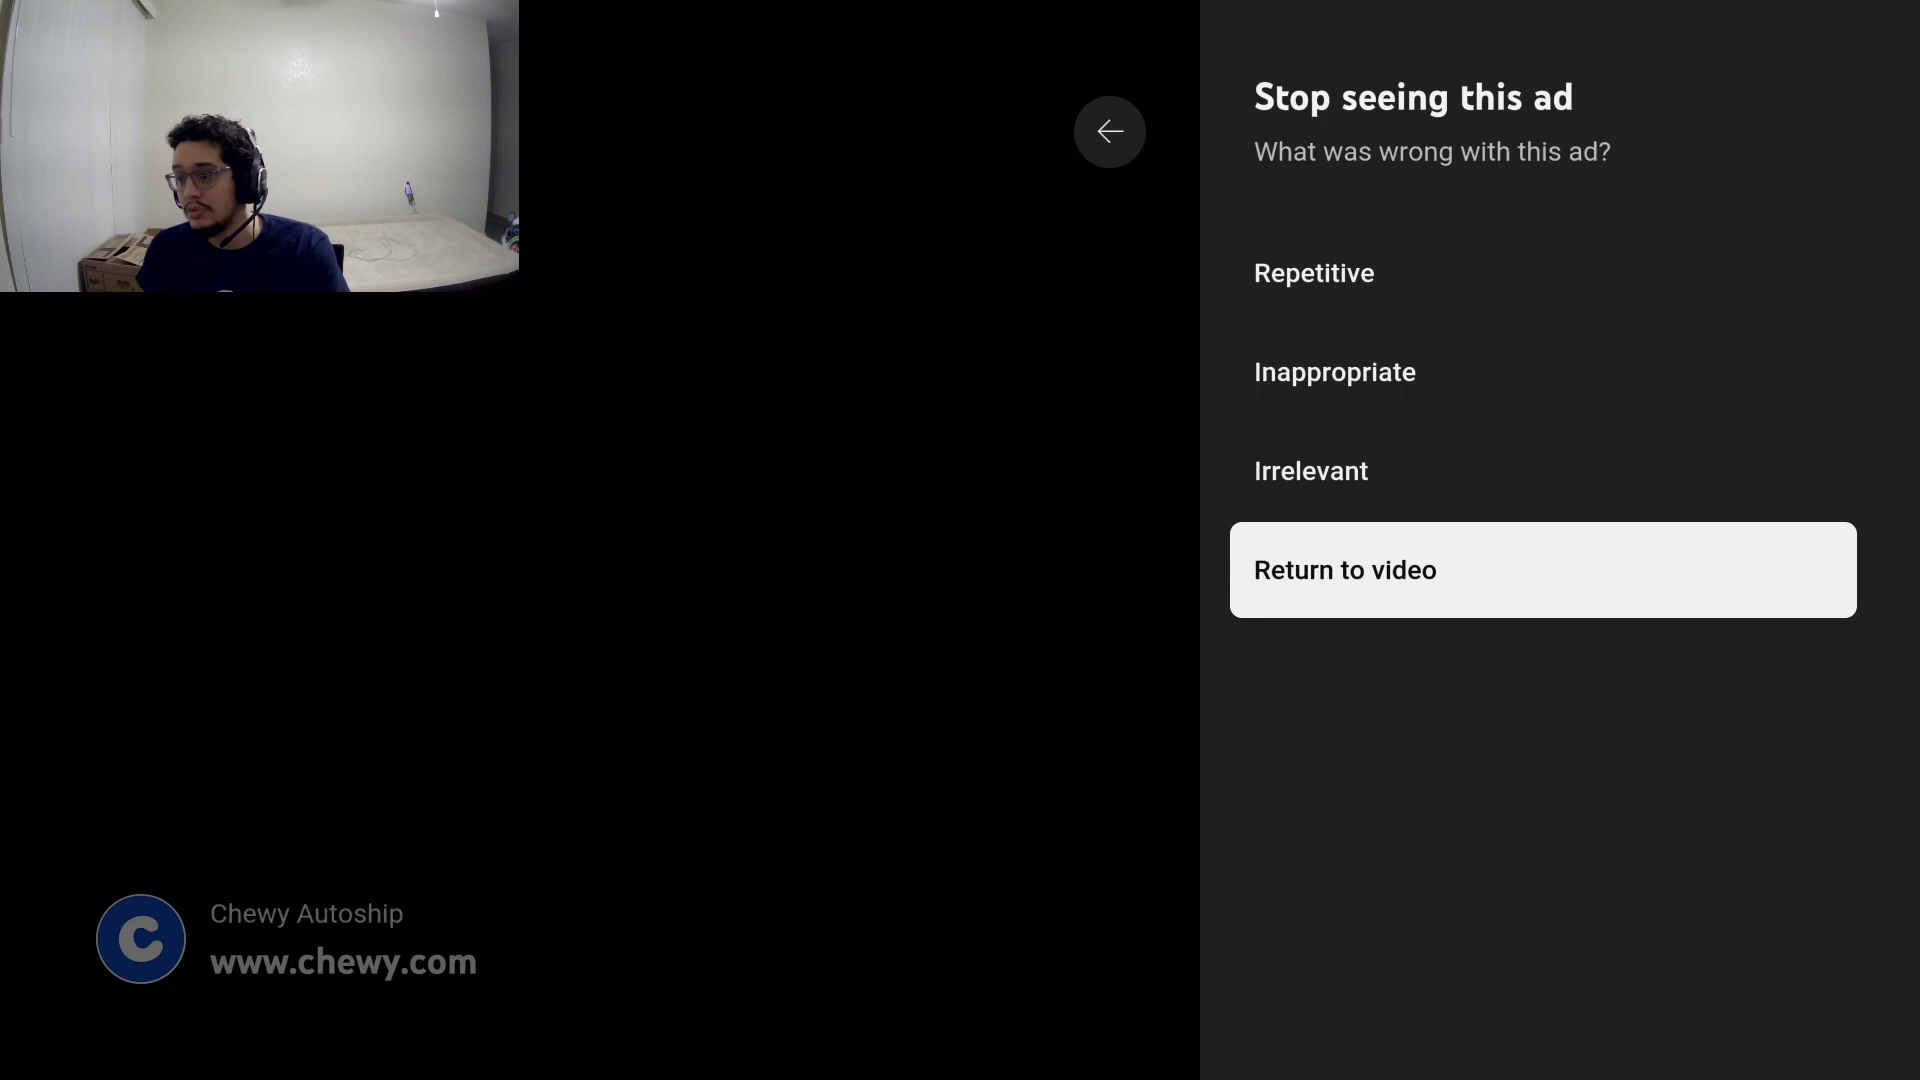 Stop seeing this ad
What was wrong with this ad?
Repetitive
Inappropriate
Irrelevant
Return to video
C
Chewy Autoship
www.chewy.com